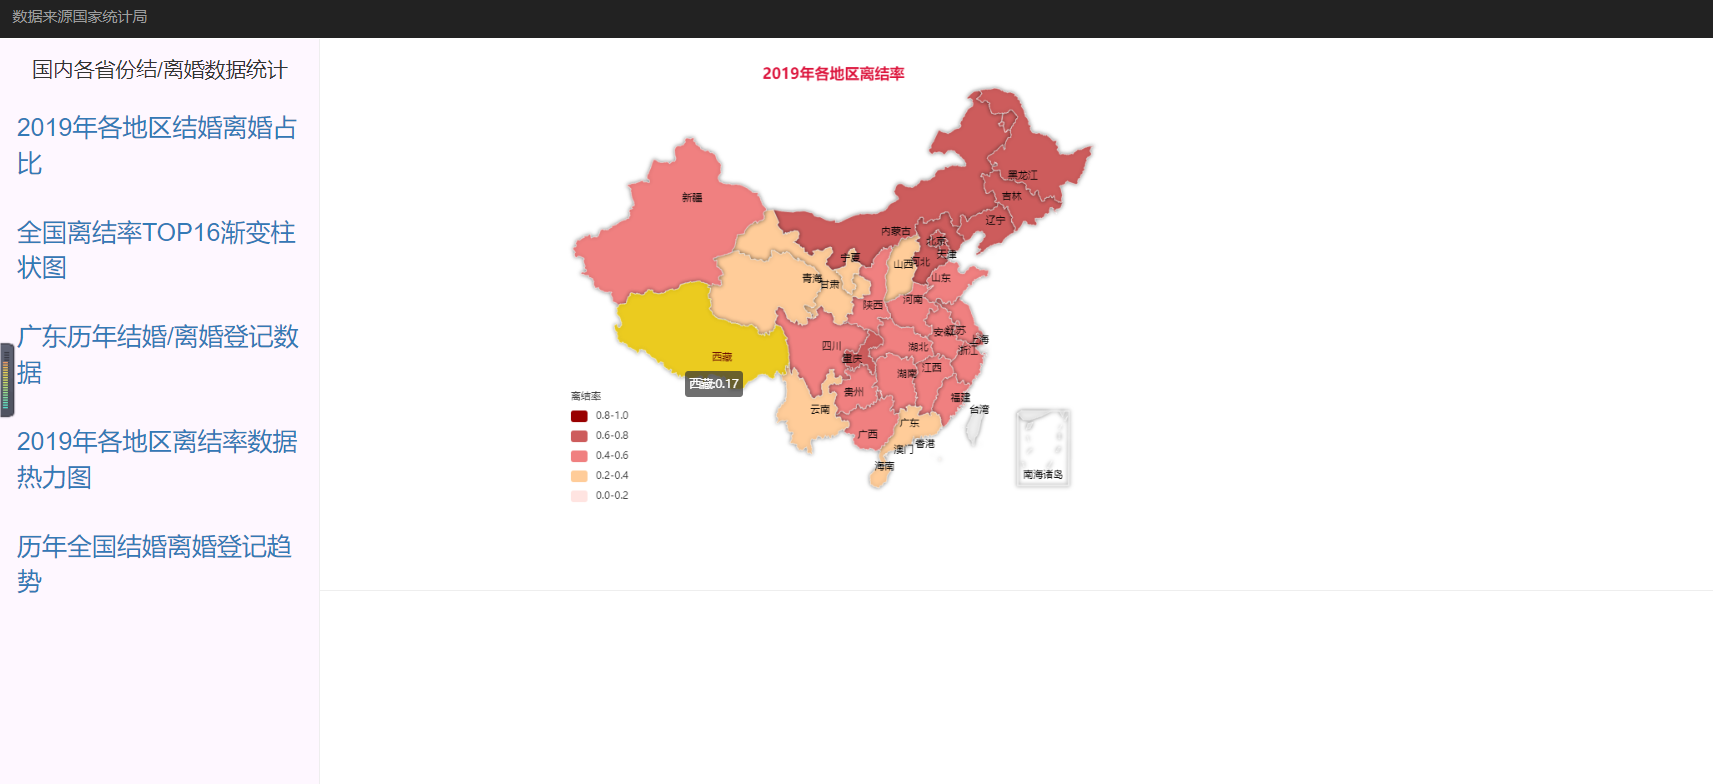 数据来源国家统计局
国内各省份结/离婚数据统计
2019年各地区结婚离婚占
比
全国离结率TOP16渐变柱
状图
广东历年结婚/离婚登记数
据
2019年各地区离结率数据
热力图
历年全国结婚离婚登记趋
势
2019年各地区离结率
黑龙江
吉林
新疆
辽宁
内蒙古
北京
天津
宁夏
山西
河北
青海
甘肃
山东
陕西
河南
安徽
江苏
上海
四川
湖北
浙江
西藏
重庆
江西
湖南
西藏:0.17
贵州
福建
云南
台湾
广东
广西
香港
澳门
海南
南海诸岛
离结率
0.8-1.0
0.6-0.8
0.4-0.6
0.2-0.4
0.0-0.2